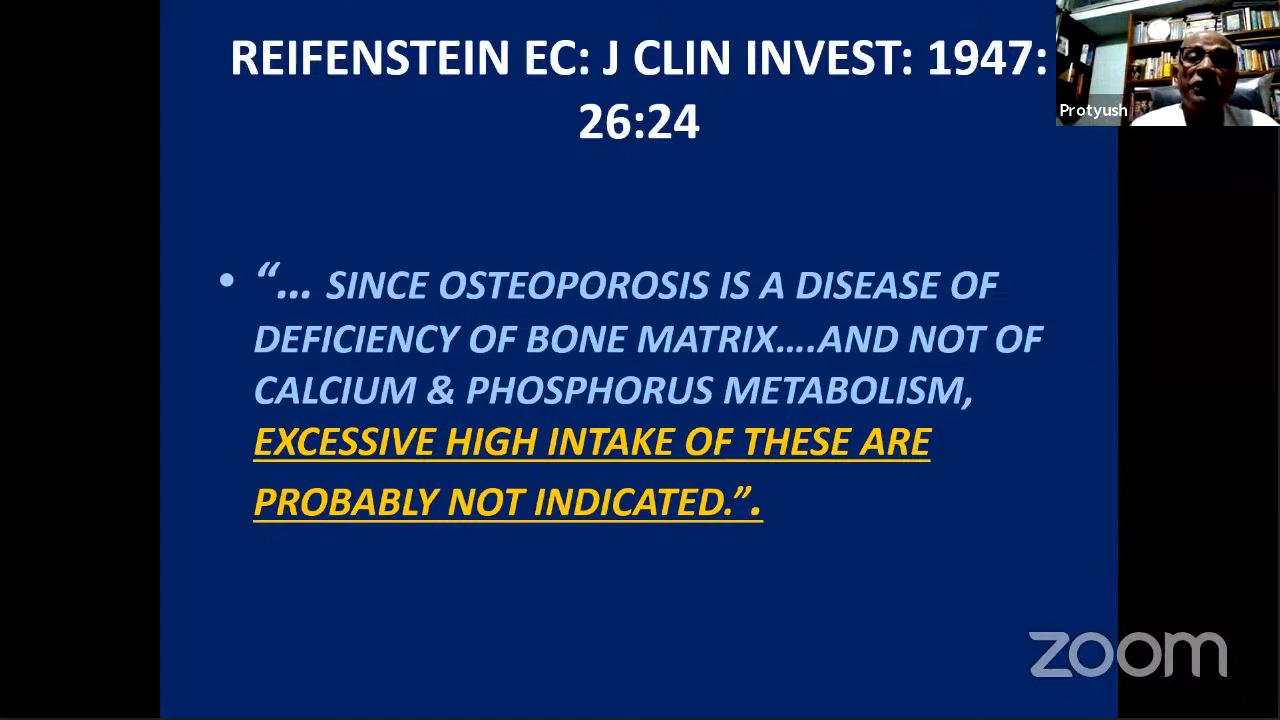 REIFENSTEIN EC: J CLIN INVEST: 1947:
26:24
Protyush
• “... SINCE OSTEOPOROSIS IS A DISEASE OF
DEFICIENCY OF BONE MATRIX....AND NOT OF
CALCIUM & PHOSPHORUS METABOLISM,
EXCESSIVE HIGH INTAKE OF THESE ARE
PROBABLY NOT INDICATED.”.
zoom